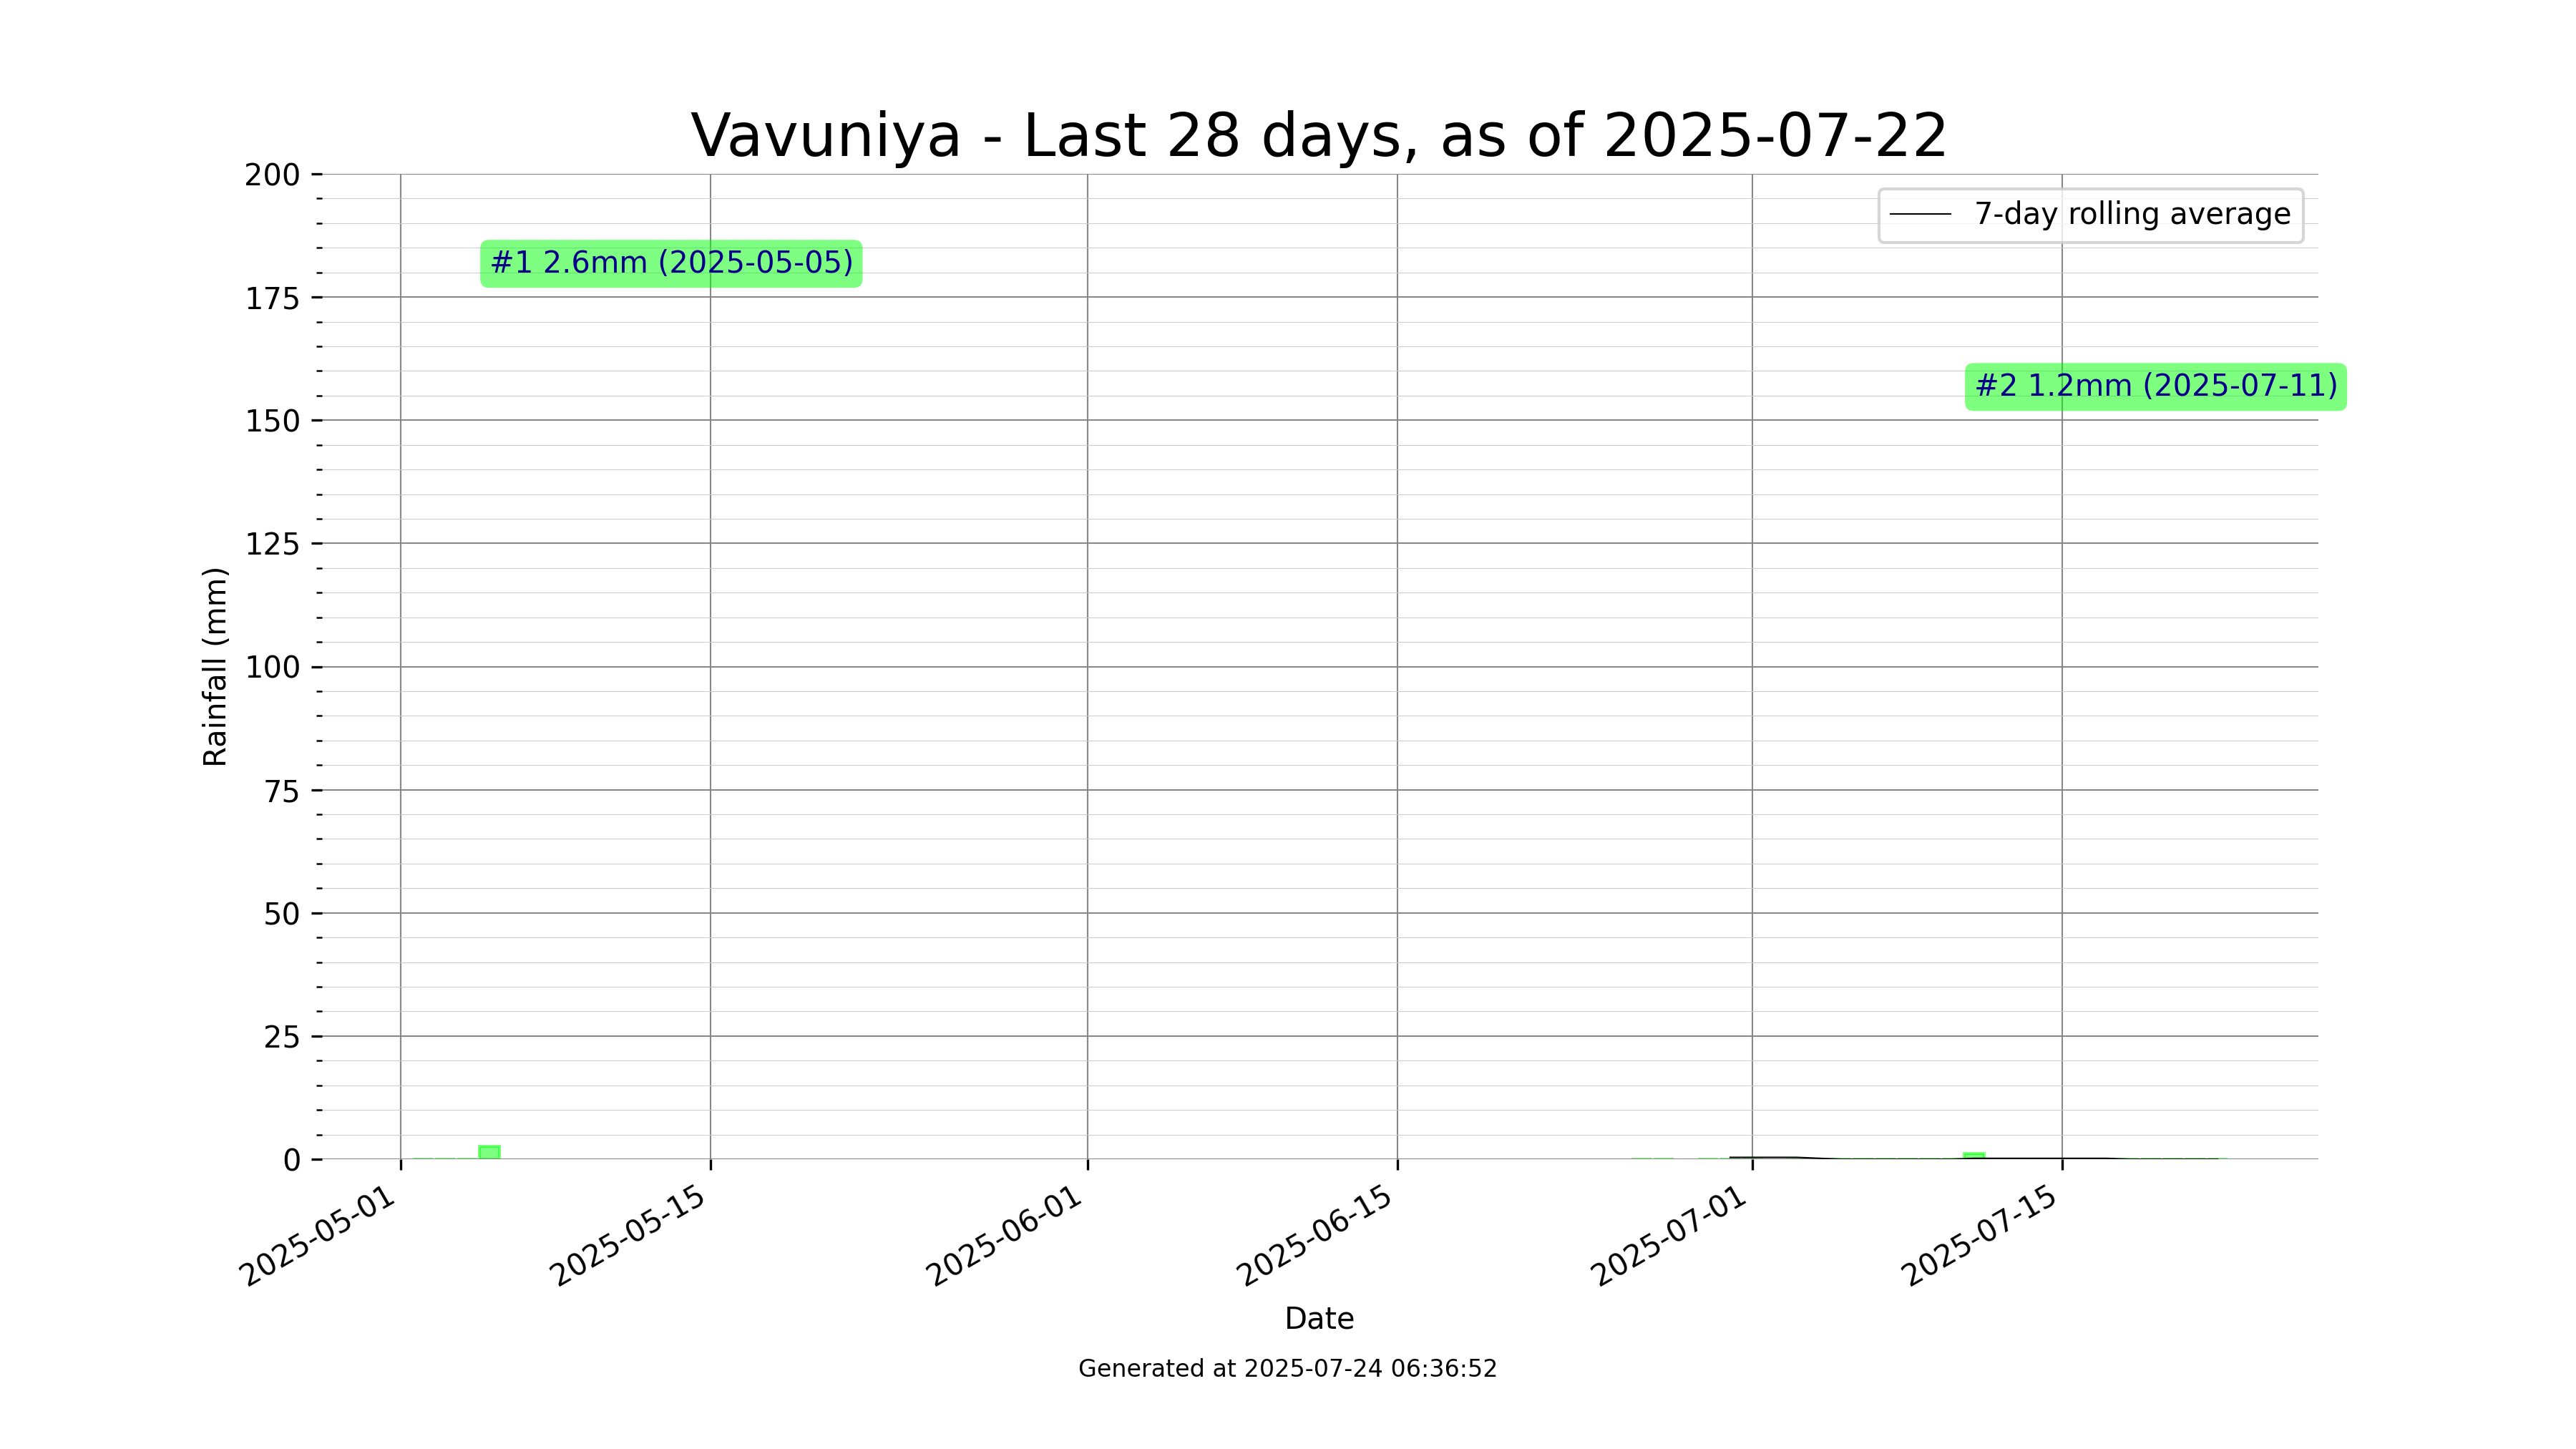 Vavuniya - Last 28 days, as of 2025-07-22
7-day rolling average
#1 2.6mm (2025-05-05)
#2 1.2mm (2025-07-11)
Rainfall (mm)
200
175
150
125
100
75
50
25
0
2025-05-01
2025-05-15
2025-06-01
2025-06-15
2025-07-01
2025-07-15
Date
Generated at 2025-07-24 06:36:52